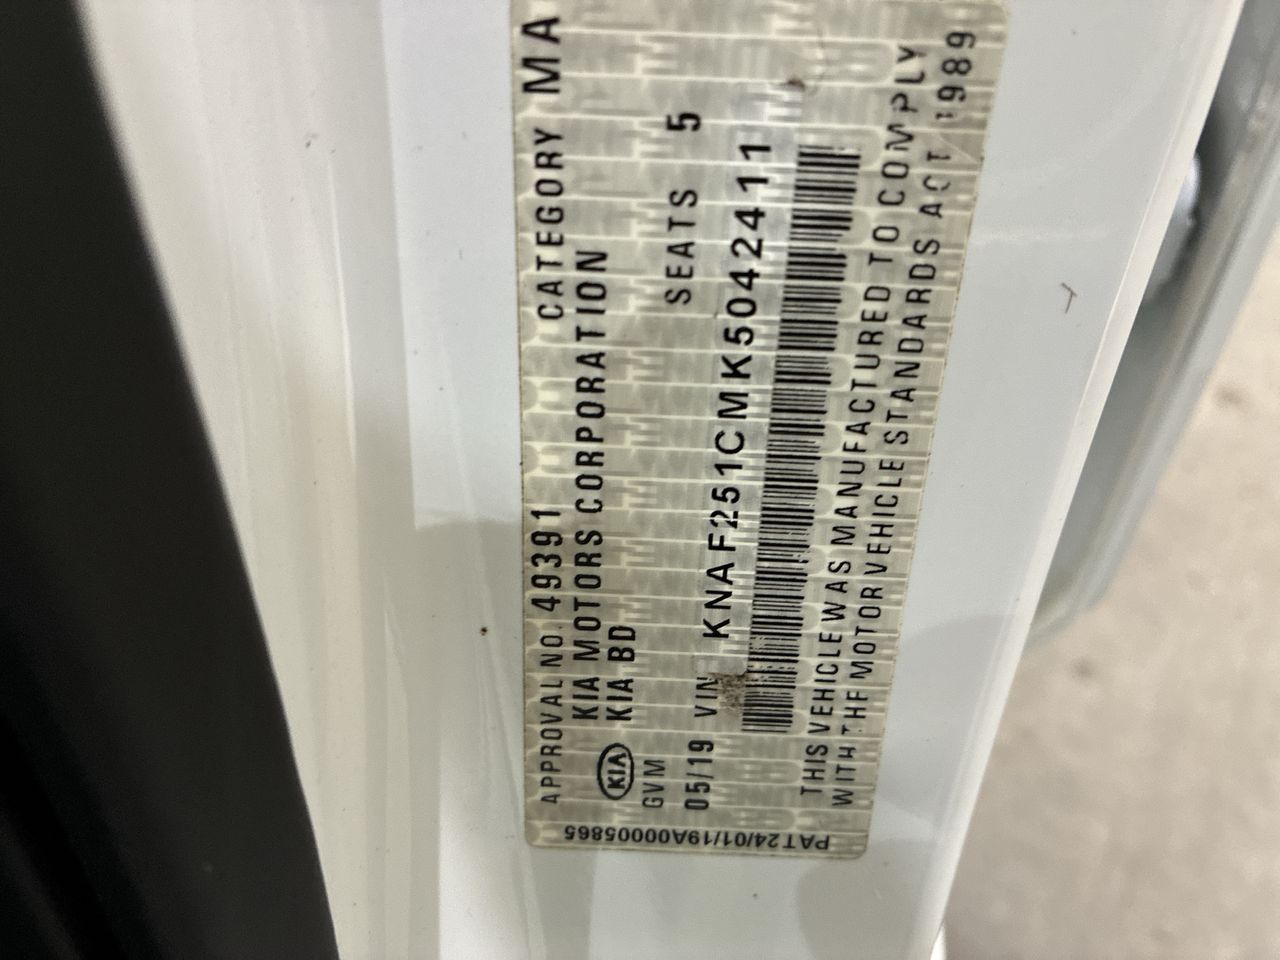 APPROVAL NO. 49391 CATEGORY MA
KIA MOTORS CORPORATION
KIA BD
KIA
GVM SEATS 5
05/19 VIN KNAF251CMK5042411
THIS VEHICLE WAS MANUFACTURED TO COMPLY
WITH THE MOTOR VEHICLE STANDARDS ACT 1989
PAT24/01/19A00005865